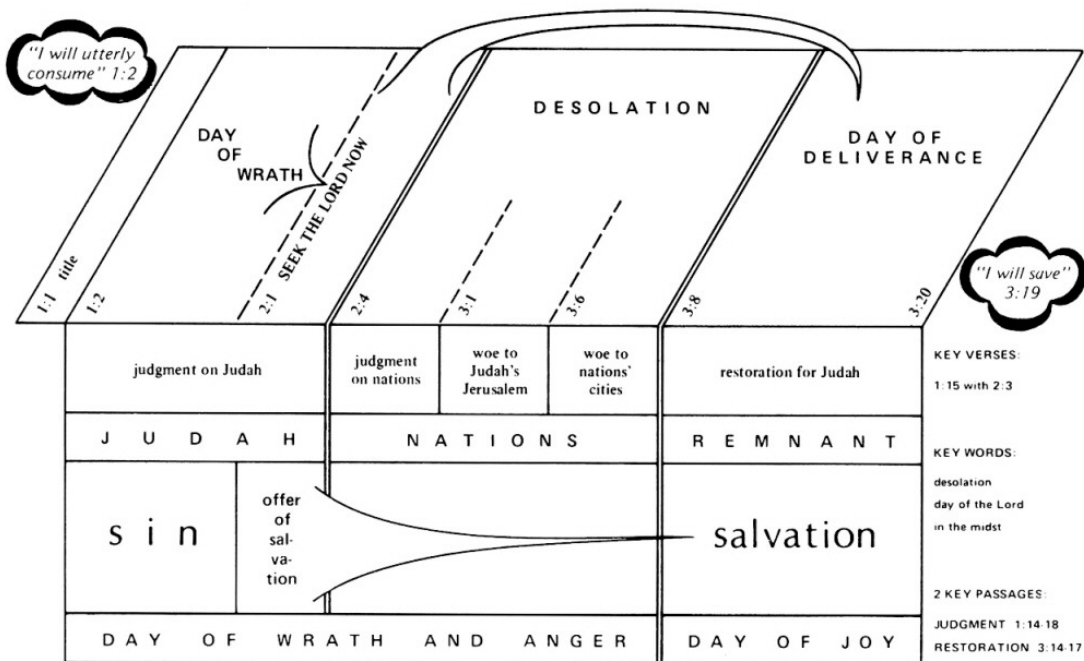 "I will utterly
consume" 1:2
DAY
OF
WRATH
SEEK THE LORD NOW
DESOLATION
DAY OF
DELIVERANCE
"I will save"
3:19
1:1 title
1:2
2:1
2:4
3:1
3:6
3:8
3:20
judgment on Judah
judgment
on nations
woe to
Judah's
Jerusalem
woe to
nations'
cities
restoration for Judah
KEY VERSES:
1:15 with 2:3
JUDAH
NATIONS
REMNANT
KEY WORDS:
desolation
day of the Lord
in the midst
sin
offer
of
sal-
va-
tion
salvation
2 KEY PASSAGES:
JUDGMENT 1:14-18
RESTORATION 3:14-17
DAY OF WRATH AND ANGER
DAY OF JOY